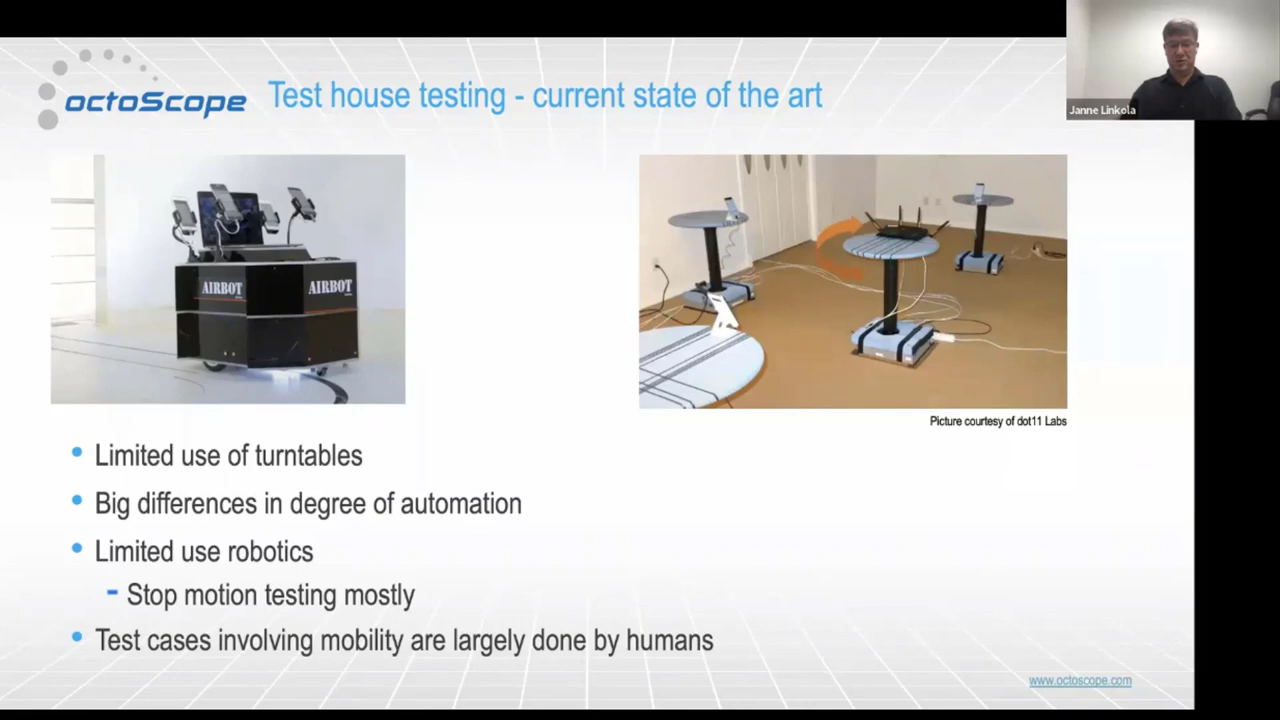 Janne Linkola
octoScope
Test house testing - current state of the art
AIRBOT
AIRBOT
Picture courtesy of dot11 Labs
• Limited use of turntables
• Big differences in degree of automation
• Limited use robotics
- Stop motion testing mostly
• Test cases involving mobility are largely done by humans
www.octoscope.com